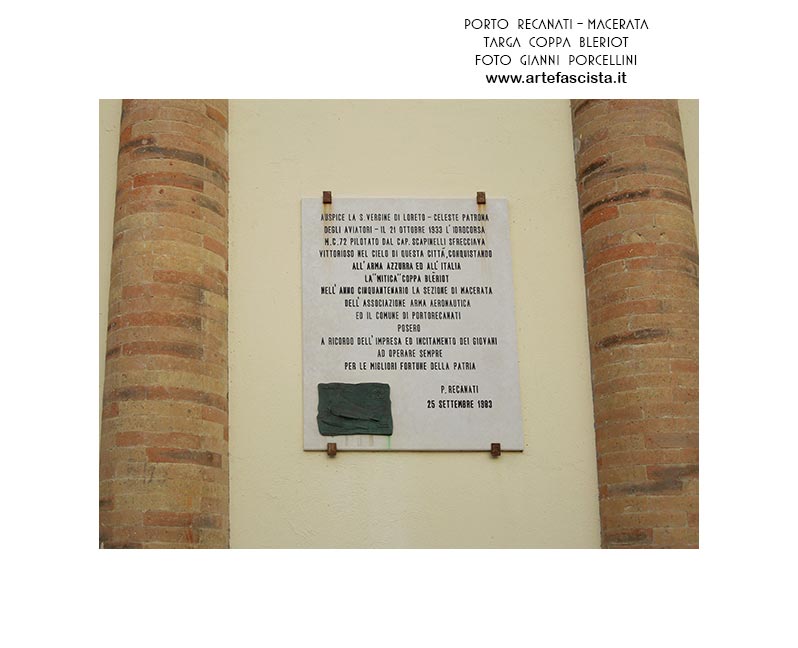 PORTO RECANATI - MACERATA
TARGA COPPA BLERIOT
FOTO GIANNI PORCELLINI
www.artefascista.it
AUSPICE LA S. VERGINE DI LORETO - CELESTE PATRONA
DEGLI AVIATORI - IL 21 OTTOBRE 1933 L'IDROCORSA
M.C. 72 PILOTATO DAL CAP. SCAPINELLI SFRECCIAVA
VITTORIOSO NEL CIELO DI QUESTA CITTÁ, CONQUISTANDO
ALL'ARMA AZZURRA ED ALL'ITALIA
LA "MITICA" COPPA BLÉRIOT
NELL'ANNO CINQUANTENARIO LA SEZIONE DI MACERATA
DELL'ASSOCIAZIONE ARMA AERONAUTICA
ED IL COMUNE DI PORTORECANATI
POSERO
A RICORDO DELL'IMPRESA ED INCITAMENTO DEI GIOVANI
AD OPERARE SEMPRE
PER LE MIGLIORI FORTUNE DELLA PATRIA
P. RECANATI
25 SETTEMBRE 1983